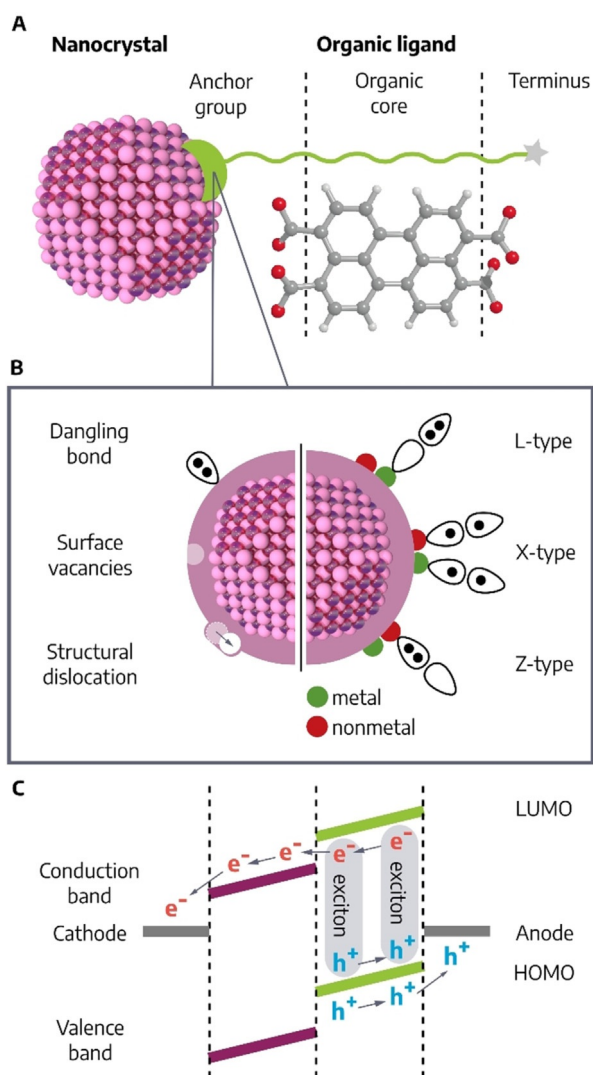 A
Nanocrystal
Organic ligand
Anchor
group
Organic
core
Terminus
B
Dangling
bond
L-type
Surface
vacancies
X-type
Structural
dislocation
Z-type
metal
nonmetal
C
LUMO
Conduction
band
e⁻ e⁻ e⁻ e⁻ e⁻
exciton
exciton
Cathode
Anode
h⁺ h⁺ h⁺
HOMO
h⁺ h⁺
Valence
band